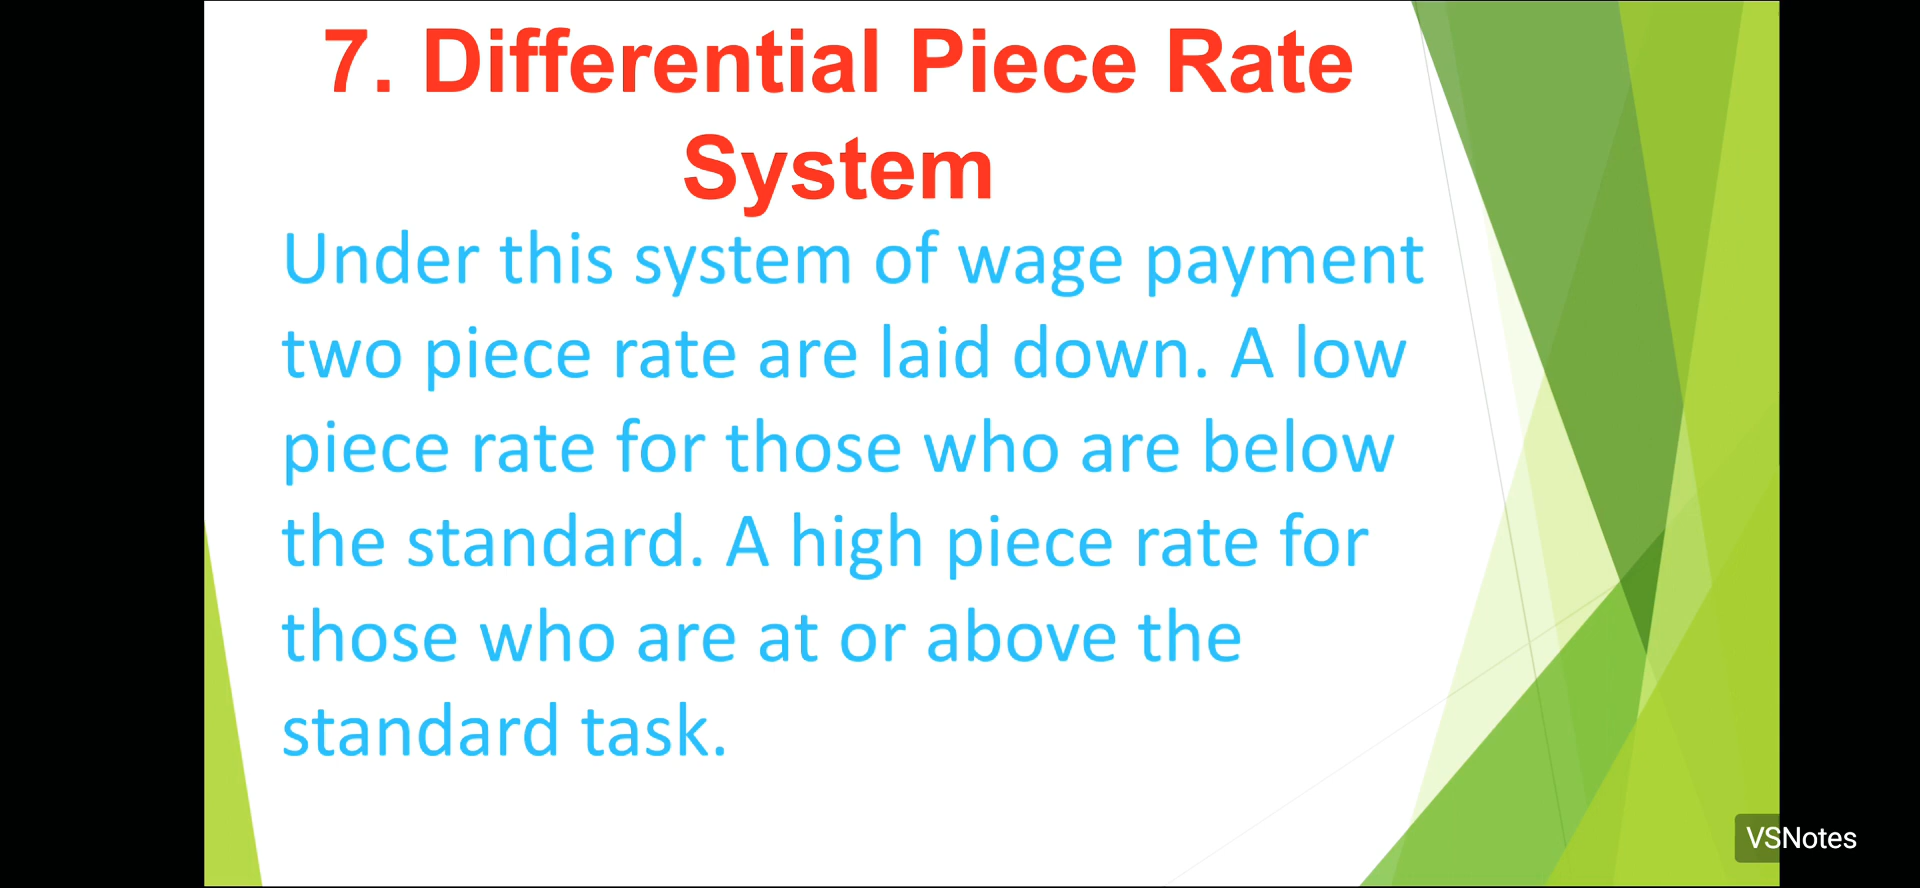 7. Differential Piece Rate
System
Under this system of wage payment
two piece rate are laid down. A low
piece rate for those who are below
the standard. A high piece rate for
those who are at or above the
standard task.
VSNotes